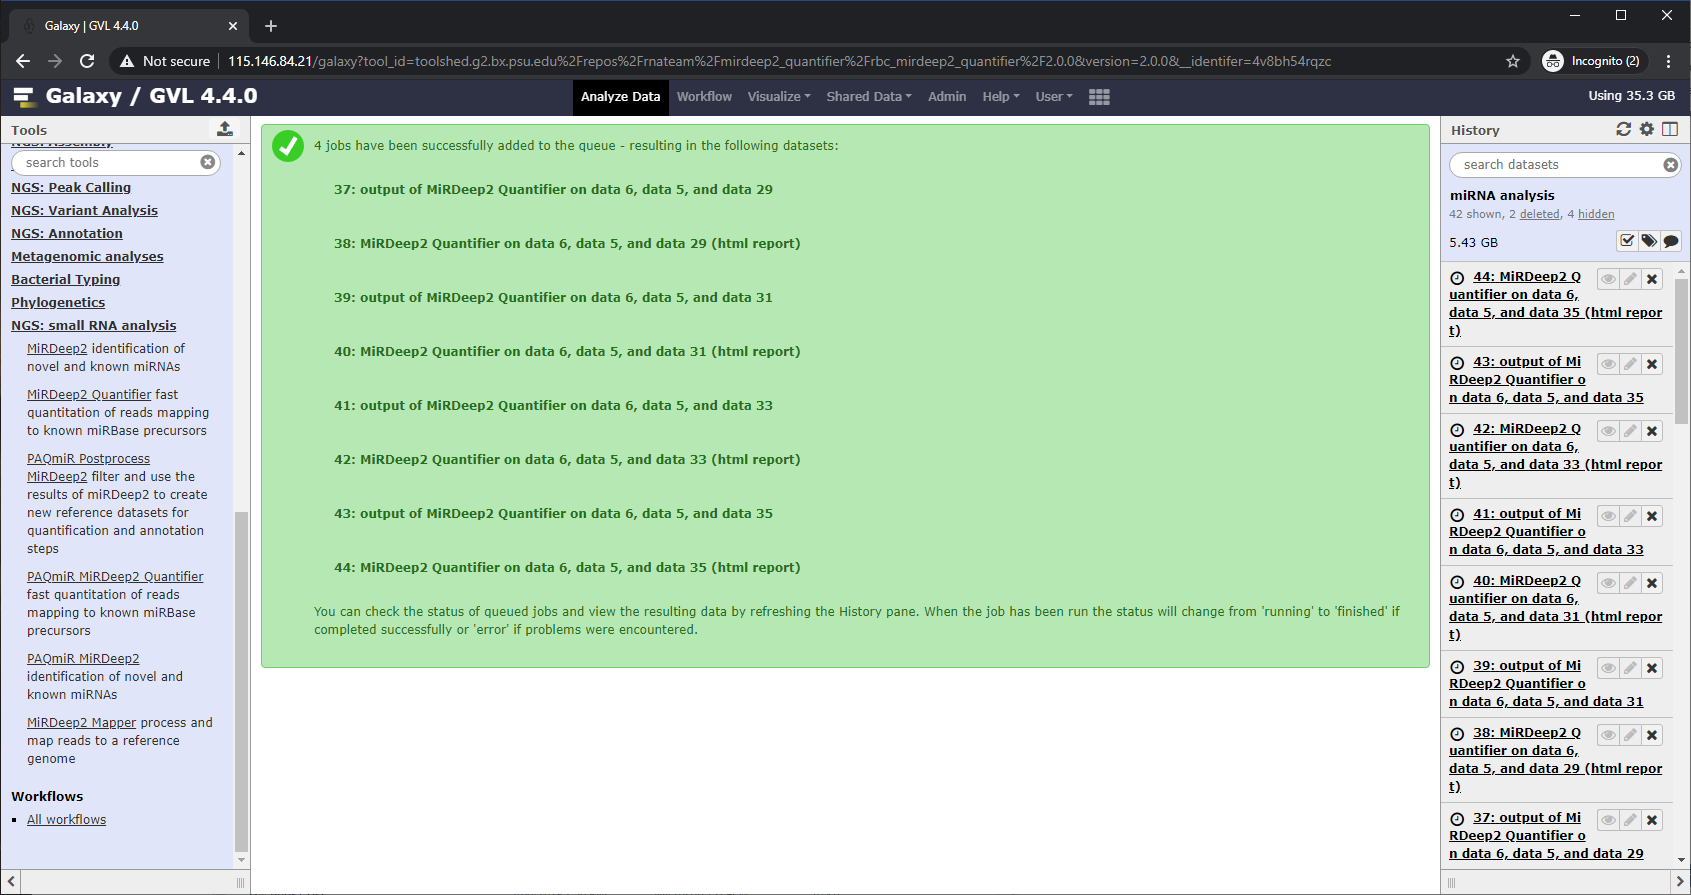 Galaxy | GVL 4.4.0
Not secure
115.146.84.21/galaxy?tool_id=toolshed.g2.bx.psu.edu%2Frepos%2Frnateam%2Fmirdeep2_quantifier%2Frbc_mirdeep2_quantifier%2F2.0.0&version=2.0.0&__identifer=4v8bh54rqzc
Incognito (2)
Galaxy / GVL 4.4.0
Analyze Data
Workflow
Visualize
Shared Data
Admin
Help
User
Using 35.3 GB
Tools
NGS: Assembly
search tools
NGS: Peak Calling
NGS: Variant Analysis
NGS: Annotation
Metagenomic analyses
Bacterial Typing
Phylogenetics
NGS: small RNA analysis
MiRDeep2 identification of
novel and known miRNAs
MiRDeep2 Quantifier fast
quantitation of reads mapping
to known miRBase precursors
PAQmiR Postprocess
MiRDeep2 filter and use the
results of miRDeep2 to create
new reference datasets for
quantification and annotation
steps
PAQmiR MiRDeep2 Quantifier
fast quantitation of reads
mapping to known miRBase
precursors
PAQmiR MiRDeep2
identification of novel and
known miRNAs
MiRDeep2 Mapper process and
map reads to a reference
genome
Workflows
All workflows
4 jobs have been successfully added to the queue - resulting in the following datasets:
37: output of MiRDeep2 Quantifier on data 6, data 5, and data 29
38: MiRDeep2 Quantifier on data 6, data 5, and data 29 (html report)
39: output of MiRDeep2 Quantifier on data 6, data 5, and data 31
40: MiRDeep2 Quantifier on data 6, data 5, and data 31 (html report)
41: output of MiRDeep2 Quantifier on data 6, data 5, and data 33
42: MiRDeep2 Quantifier on data 6, data 5, and data 33 (html report)
43: output of MiRDeep2 Quantifier on data 6, data 5, and data 35
44: MiRDeep2 Quantifier on data 6, data 5, and data 35 (html report)
You can check the status of queued jobs and view the resulting data by refreshing the History pane. When the job has been run the status will change from 'running' to 'finished' if
completed successfully or 'error' if problems were encountered.
History
search datasets
miRNA analysis
42 shown, 2 deleted, 4 hidden
5.43 GB
44: MiRDeep2 Q
uantifier on data 6,
data 5, and data 35 (html repor
t)
43: output of Mi
RDeep2 Quantifier o
n data 6, data 5, and data 35
42: MiRDeep2 Q
uantifier on data 6,
data 5, and data 33 (html repor
t)
41: output of Mi
RDeep2 Quantifier o
n data 6, data 5, and data 33
40: MiRDeep2 Q
uantifier on data 6,
data 5, and data 31 (html repor
t)
39: output of Mi
RDeep2 Quantifier o
n data 6, data 5, and data 31
38: MiRDeep2 Q
uantifier on data 6,
data 5, and data 29 (html repor
t)
37: output of Mi
RDeep2 Quantifier o
n data 6, data 5, and data 29